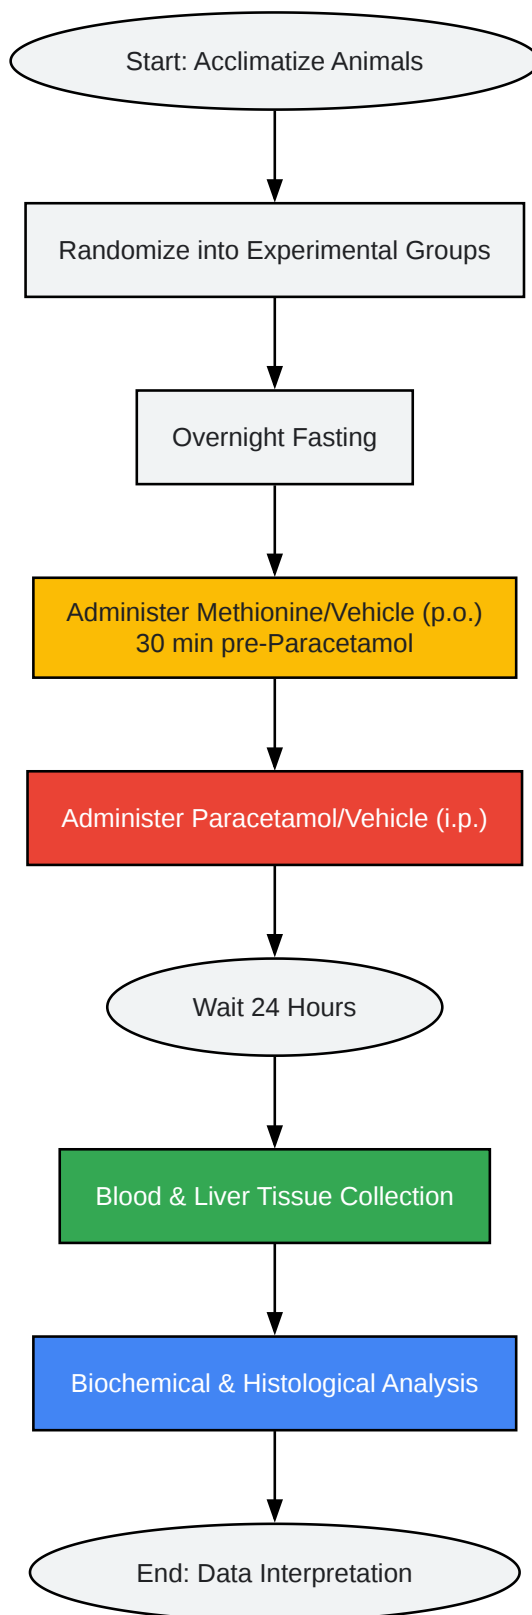 Start: Acclimatize Animals
Randomize into Experimental Groups
Overnight Fasting
Administer Methionine/Vehicle (p.o.)
30 min pre-Paracetamol
Administer Paracetamol/Vehicle (i.p.)
Wait 24 Hours
Blood & Liver Tissue Collection
Biochemical & Histological Analysis
End: Data Interpretation